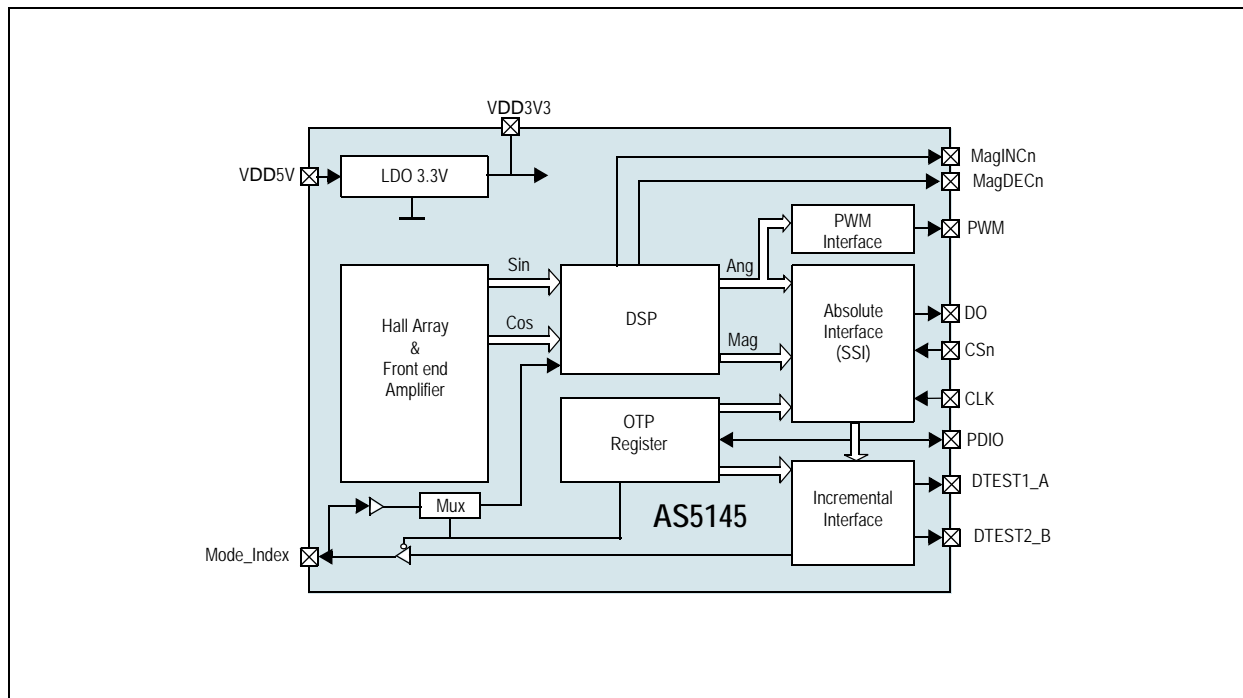 VDD3V3
VDD5V
LDO 3.3V
MagINCn
MagDECn
PWM
Interface
PWM
Sin
Ang
Hall Array
&
Front end
Amplifier
Cos
DSP
Mag
Absolute
Interface
(SSI)
DO
CSn
CLK
OTP
Register
PDIO
Mux
AS5145
Incremental
Interface
DTEST1_A
DTEST2_B
Mode_Index